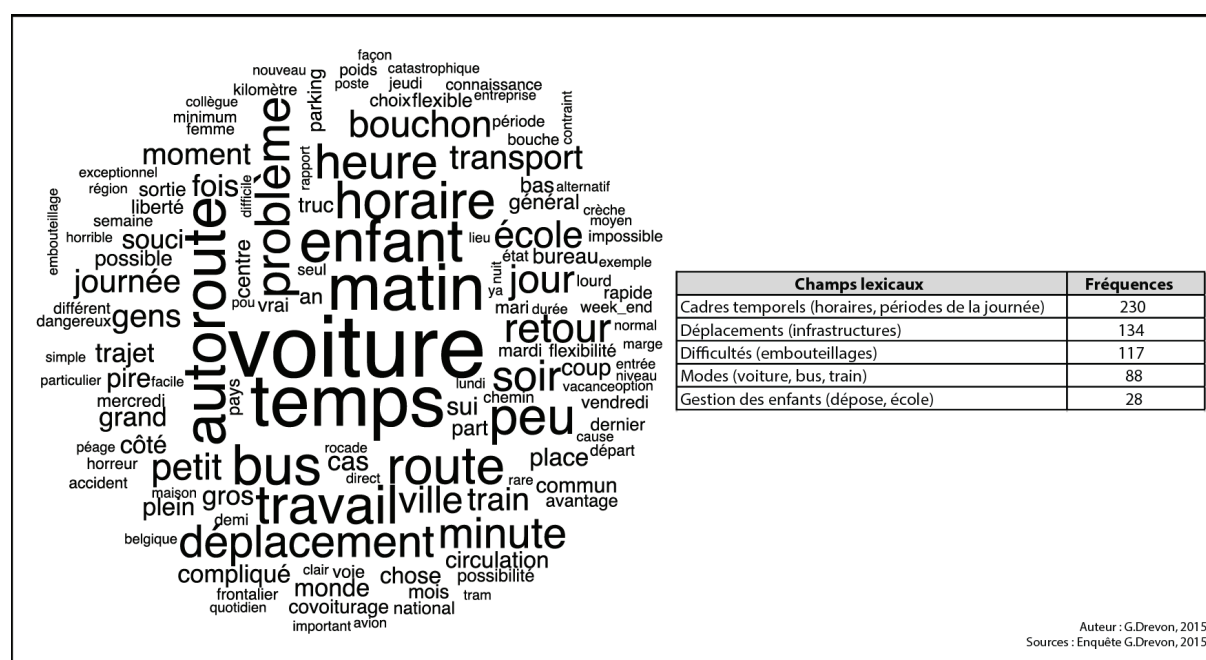 façon
nouveau poids catastrophique
kilomètre parking poste jeudi connaissance
collègue choix flexible entreprise
minimum problème bouchon période contraint
femme bouche
moment heure transport
exceptionnel rapport
région sortie fois difficile truc horaire bas alternatif
liberté général crèche
embouteillage semaine moyen
horrible souci enfant lieu école impossible
possible centre état bureau exemple
journée autoroute seul matin nuit jour lourd
ya rapide
différent pou vrai an mari durée week_end
dangereux gens voiture retour normal
simple trajet mardi flexibilité marge
particulier pire facile pays lundi soir coup entrée
niveau
mercredi temps chemin vacance option
grand sui peu vendredi
part dernier
péage côté rocade cause
horreur petit bus cas route place départ
accident direct rare commun
maison gros travail ville train avantage
plein demi
belgique déplacement minute
circulation
compliqué clair voie chose possibilité
frontalier monde mois tram
quotidien covoiturage national
important avion
Champs lexicaux Fréquences
Cadres temporels (horaires, périodes de la journée) 230
Déplacements (infrastructures) 134
Difficultés (embouteillages) 117
Modes (voiture, bus, train) 88
Gestion des enfants (dépose, école) 28
Auteur : G.Drevon, 2015
Sources : Enquête G.Drevon, 2015